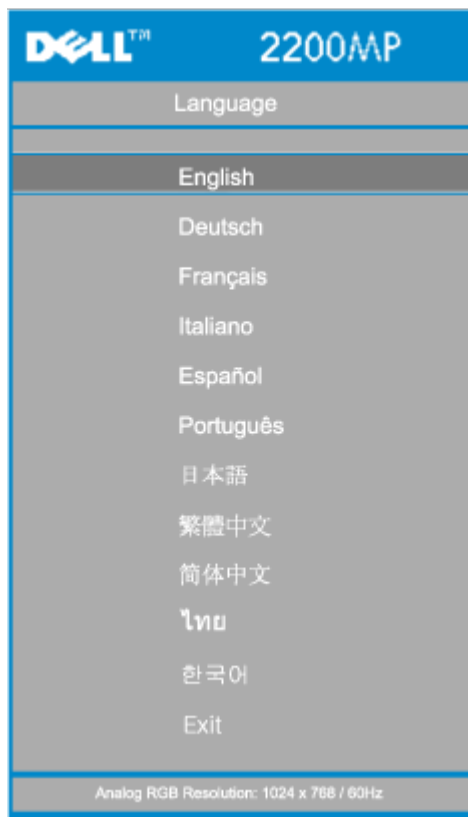 DELL™ 2200MP
Language
English
Deutsch
Français
Italiano
Español
Português
日本語
繁體中文
简体中文
ไทย
한국어
Exit
Analog RGB Resolution: 1024 x 768 / 60Hz